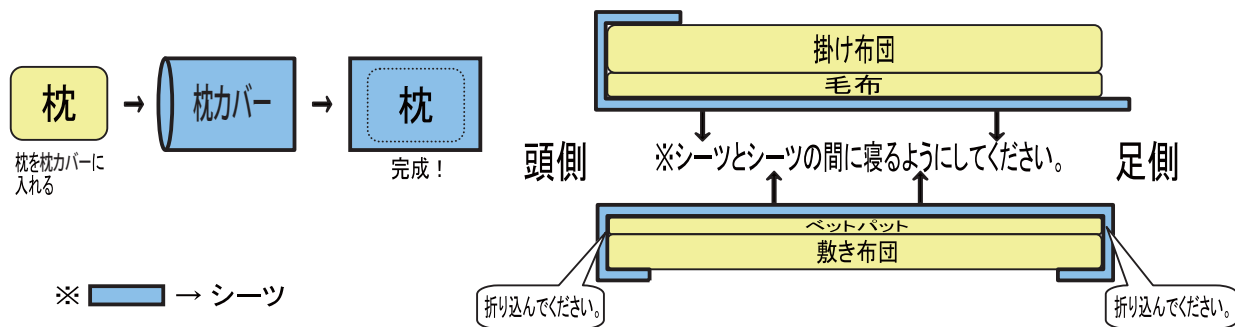 枕
→
枕カバー
→
枕
枕を枕カバーに
入れる
完成！
※
→ シーツ
掛け布団
毛布
頭側
※シーツとシーツの間に寝るようにしてください。
足側
ベットパット
敷き布団
折り込んでください。
折り込んでください。